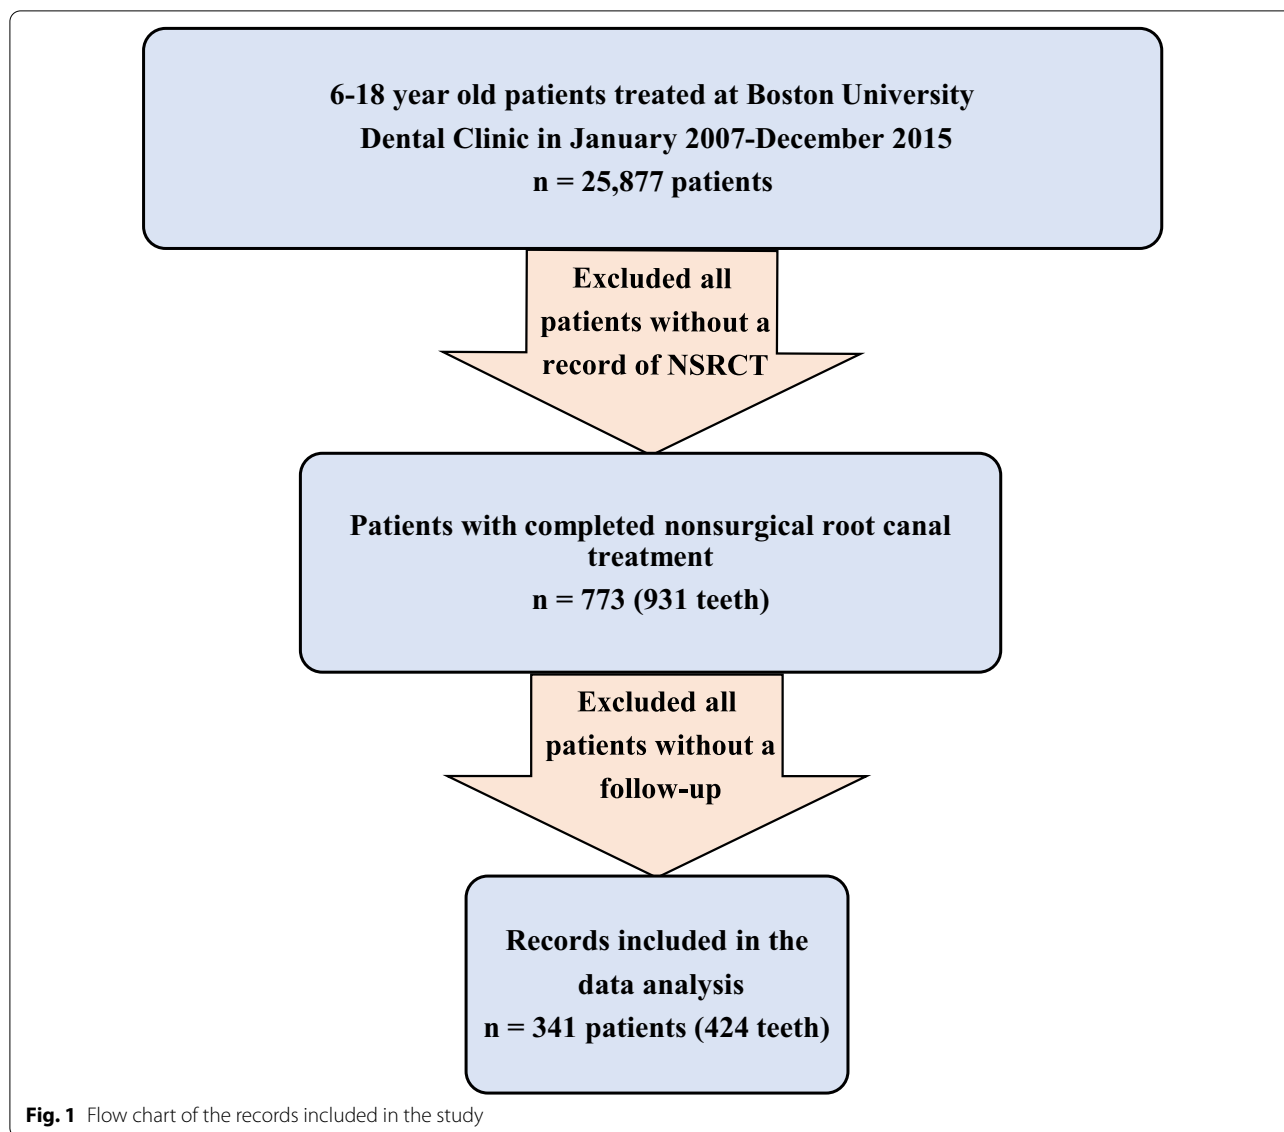 6-18 year old patients treated at Boston University
Dental Clinic in January 2007-December 2015
n = 25,877 patients
Excluded all
patients without a
record of NSRCT
Patients with completed nonsurgical root canal
treatment
n = 773 (931 teeth)
Excluded all
patients without a
follow-up
Records included in the
data analysis
n = 341 patients (424 teeth)
Fig. 1 Flow chart of the records included in the study